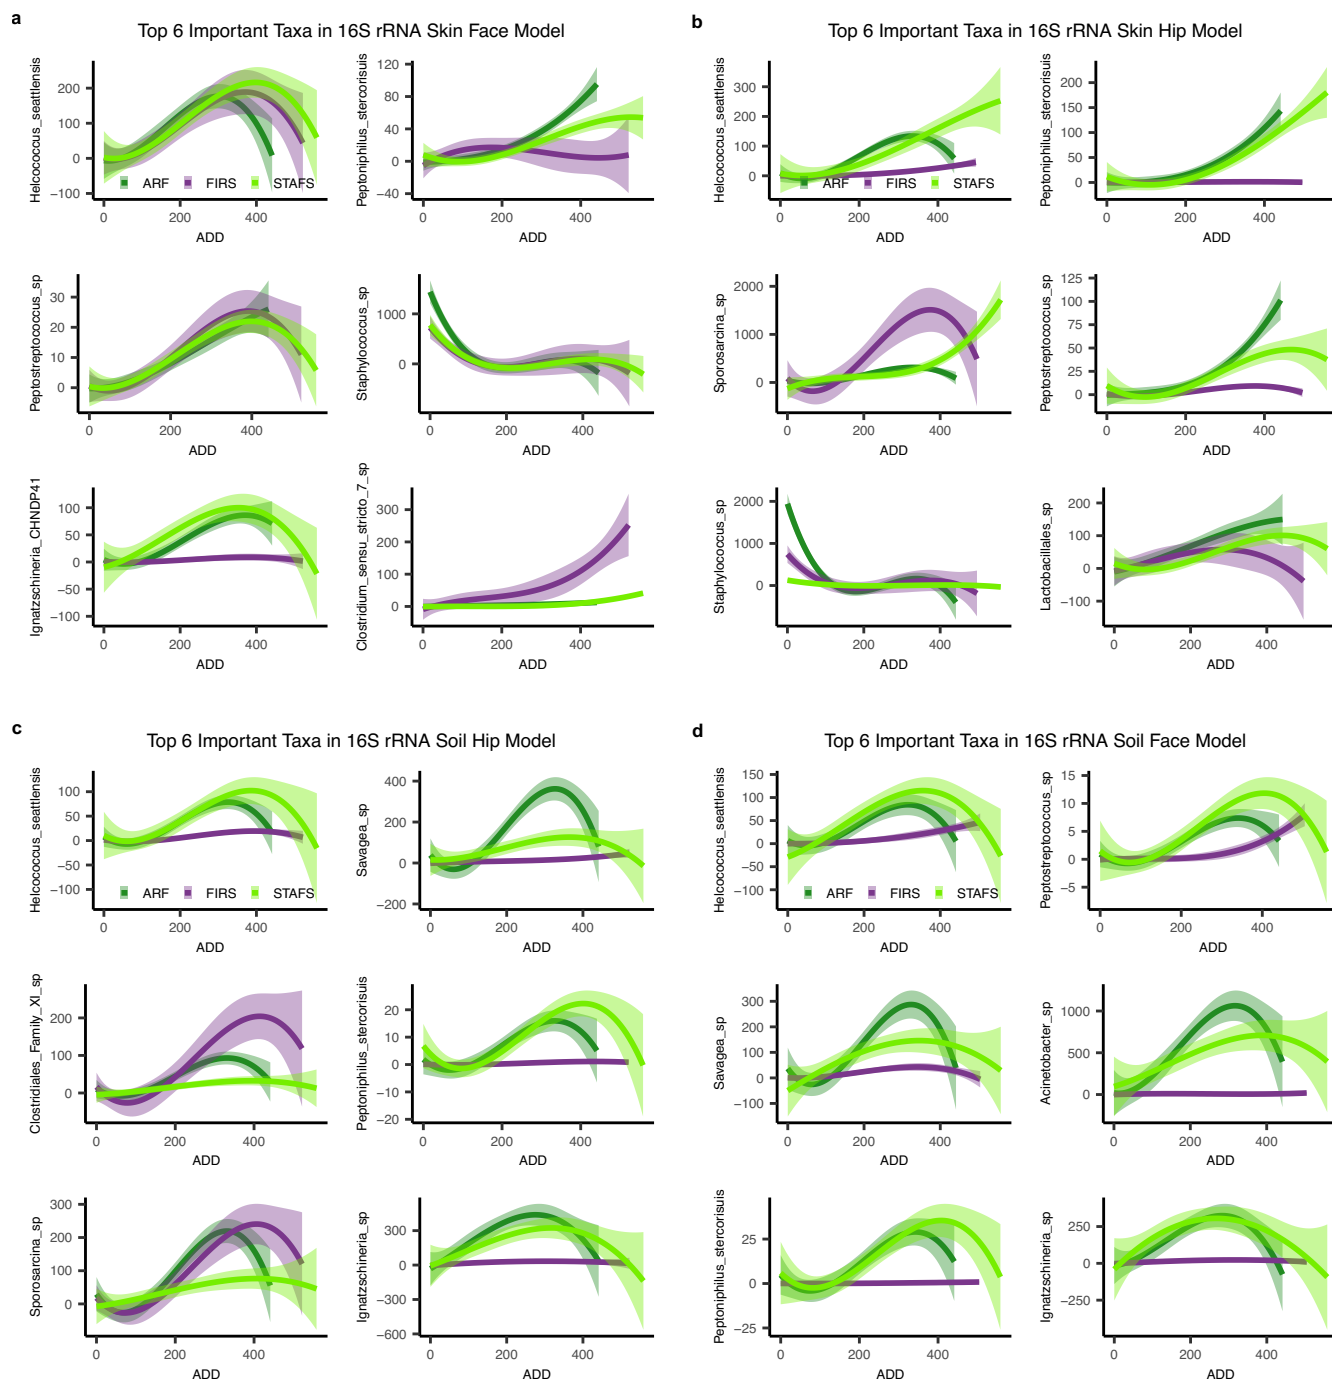 a
Top 6 Important Taxa in 16S rRNA Skin Face Model
Helcococcus_seattlensis
200
100
0
−100
ARF FIRS STAFS
0 200 400
ADD
Peptoniphilus_stercorisuis
120
80
40
0
−40
0 200 400
ADD
Peptostreptococcus_sp
30
20
10
0
0 200 400
ADD
Staphylococcus_sp
1000
0
0 200 400
ADD
Ignatzschineria_CHNDP41
100
50
0
−50
−100
0 200 400
ADD
Clostridium_sensu_stricto_7_sp
300
200
100
0
0 200 400
ADD
b
Top 6 Important Taxa in 16S rRNA Skin Hip Model
Helcococcus_seattlensis
300
200
100
0
ARF FIRS STAFS
0 200 400
ADD
Peptoniphilus_stercorisuis
200
150
100
50
0
0 200 400
ADD
Sporosarcina_sp
2000
1000
0
0 200 400
ADD
Peptostreptococcus_sp
125
100
75
50
25
0
0 200 400
ADD
Staphylococcus_sp
2000
1000
0
0 200 400
ADD
Lactobacillales_sp
200
100
0
−100
0 200 400
ADD
c
Top 6 Important Taxa in 16S rRNA Soil Hip Model
Helcococcus_seattlensis
100
50
0
−50
−100
ARF FIRS STAFS
0 200 400
ADD
Savagea_sp
400
200
0
−200
0 200 400
ADD
Clostridiales_Family_XI_sp
200
100
0
0 200 400
ADD
Peptoniphilus_stercorisuis
20
10
0
−10
−20
0 200 400
ADD
Sporosarcina_sp
300
200
100
0
0 200 400
ADD
Ignatzschineria_sp
300
0
−300
−600
0 200 400
ADD
d
Top 6 Important Taxa in 16S rRNA Soil Face Model
Helcococcus_seattlensis
150
100
50
0
−50
−100
ARF FIRS STAFS
0 200 400
ADD
Peptostreptococcus_sp
15
10
5
0
−5
0 200 400
ADD
Savagea_sp
300
200
100
0
−100
0 200 400
ADD
Acinetobacter_sp
1000
500
0
0 200 400
ADD
Peptoniphilus_stercorisuis
25
0
−25
0 200 400
ADD
Ignatzschineria_sp
250
0
−250
0 200 400
ADD